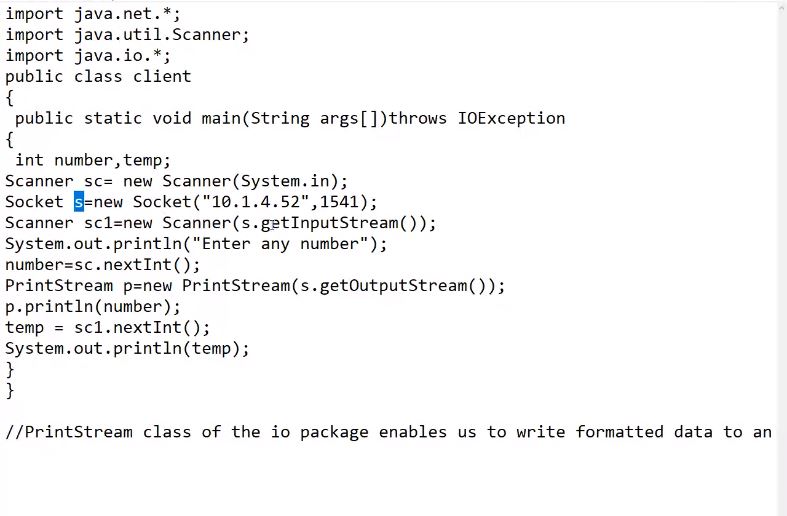 import java.net.*;
import java.util.Scanner;
import java.io.*;
public class client
{
public static void main(String args[])throws IOException
{
int number,temp;
Scanner sc= new Scanner(System.in);
Socket s=new Socket("10.1.4.52",1541);
Scanner sc1=new Scanner(s.getInputStream());
System.out.println("Enter any number");
number=sc.nextInt();
PrintStream p=new PrintStream(s.getOutputStream());
p.println(number);
temp = sc1.nextInt();
System.out.println(temp);
}
}
//PrintStream class of the io package enables us to write formatted data to an